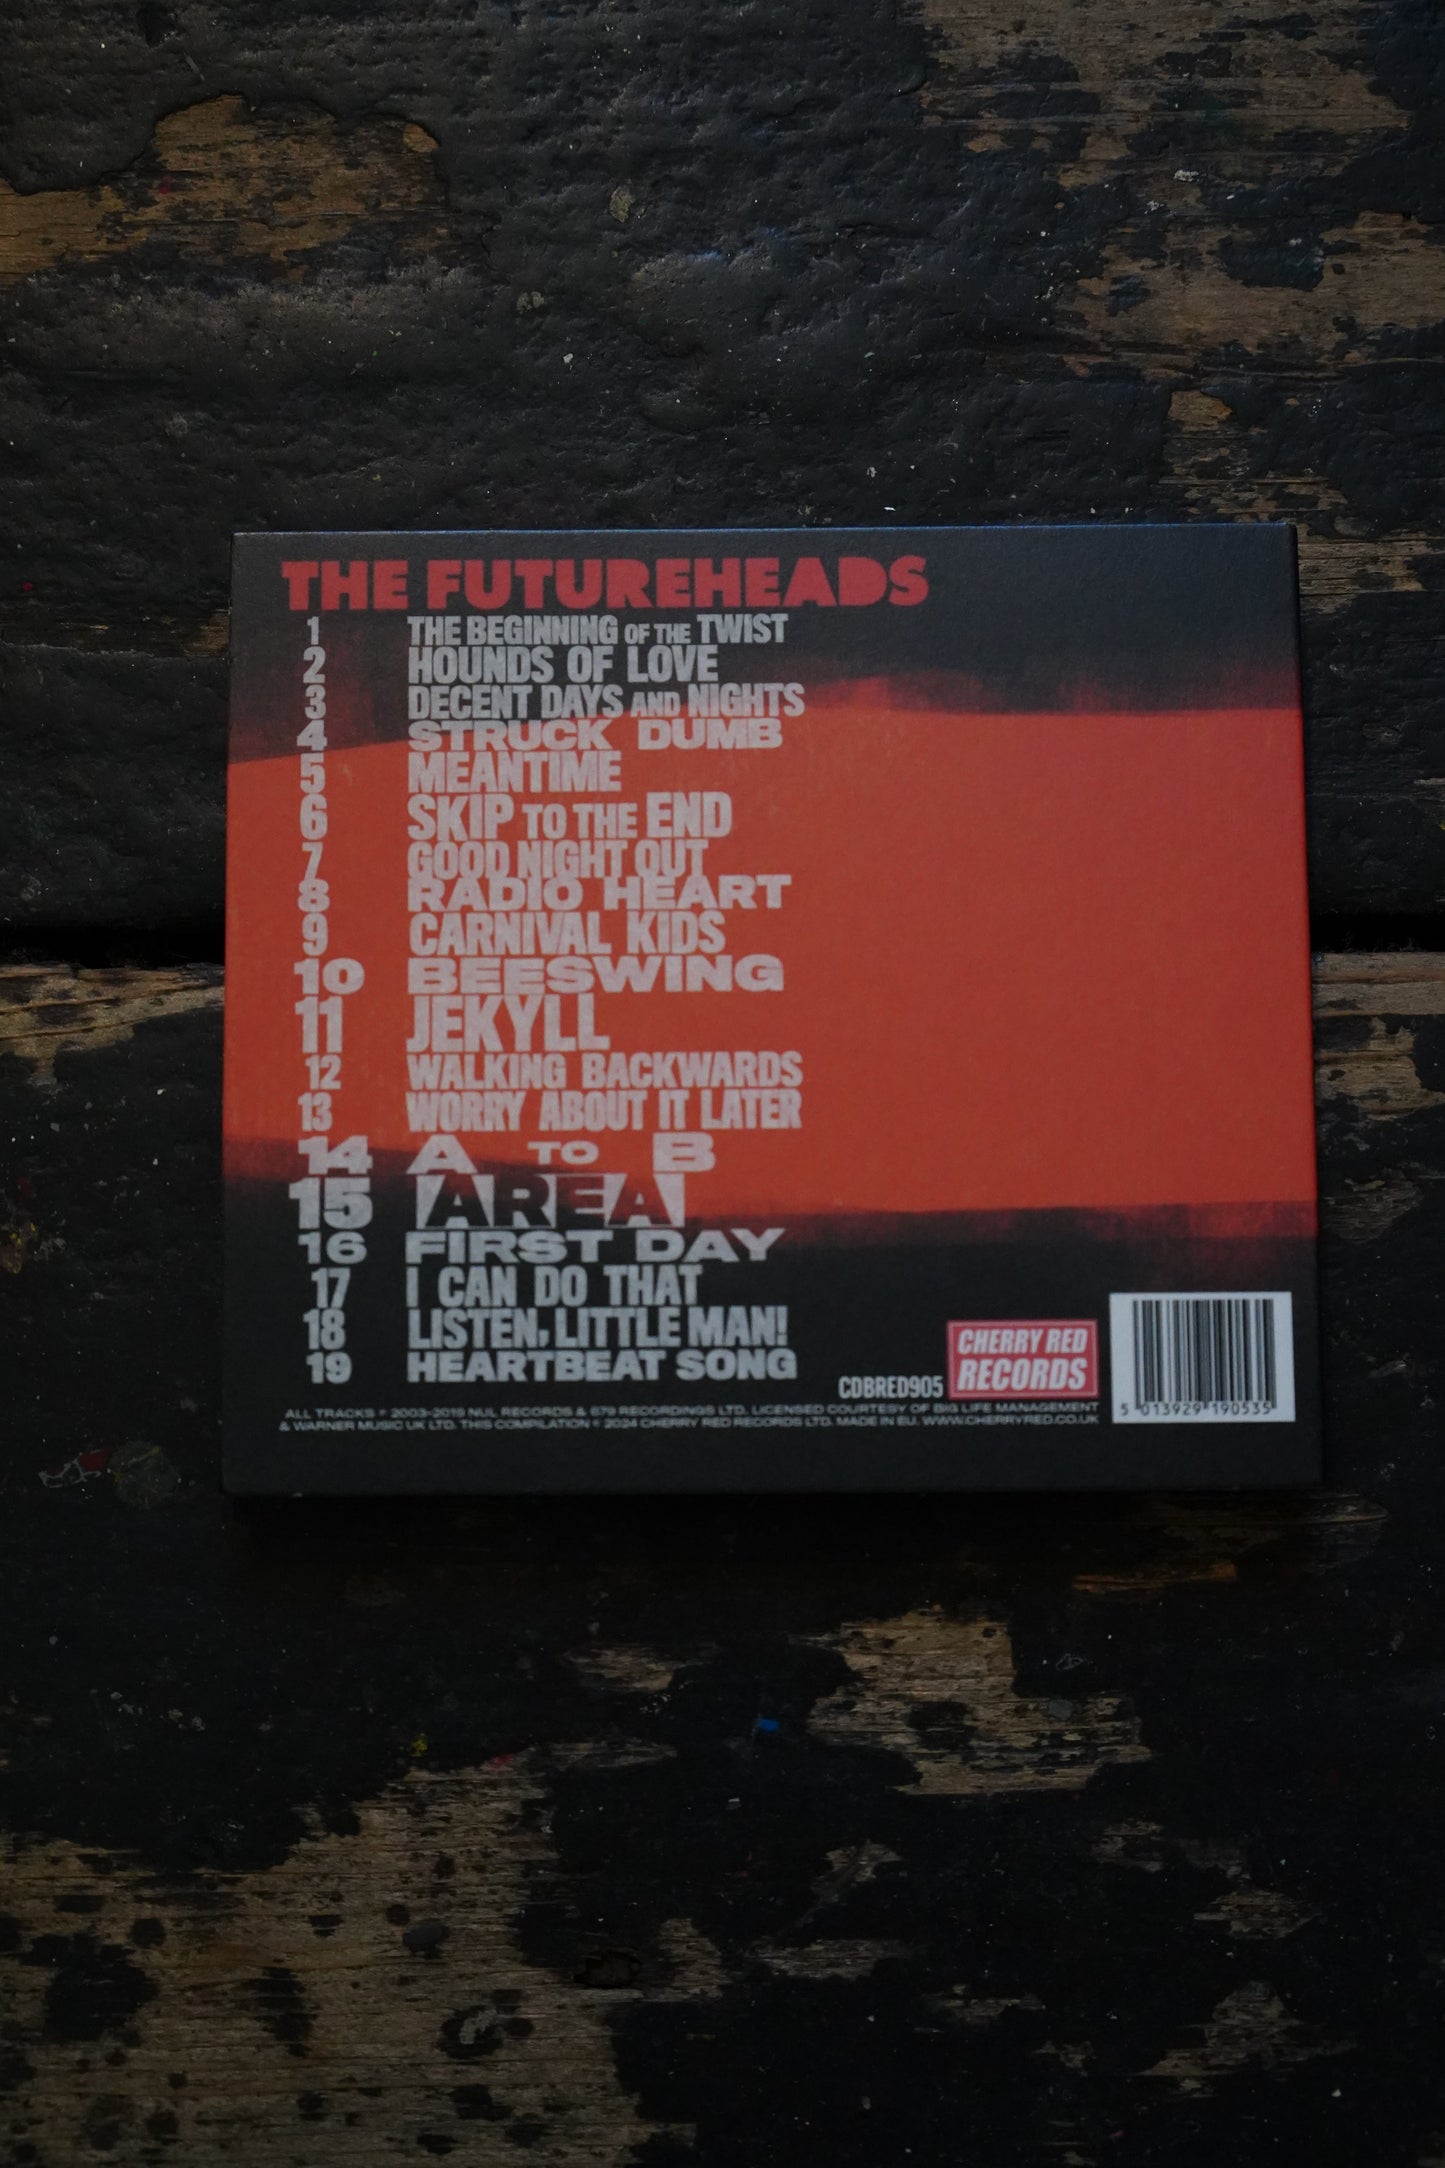 THE FUTUREHEADS
1 THE BEGINNING OF THE TWIST
2 HOUNDS OF LOVE
3 DECENT DAYS AND NIGHTS
4 STRUCK DUMB
5 MEANTIME
6 SKIP TO THE END
7 GOOD NIGHT OUT
8 RADIO HEART
9 CARNIVAL KIDS
10 BEESWING
11 JEKYLL
12 WALKING BACKWARDS
13 WORRY ABOUT IT LATER
14 A TO B
15 AREA
16 FIRST DAY
17 I CAN DO THAT
18 LISTEN, LITTLE MAN!
19 HEARTBEAT SONG
CDBRED905
CHERRY RED
RECORDS
5 013929 190535
ALL TRACKS ℗ 2003-2019 NUL RECORDS & 679 RECORDINGS LTD. LICENSED COURTESY OF BIG LIFE MANAGEMENT
& WARNER MUSIC UK LTD. THIS COMPILATION ℗ 2024 CHERRY RED RECORDS LTD. MADE IN EU. WWW.CHERRYRED.CO.UK